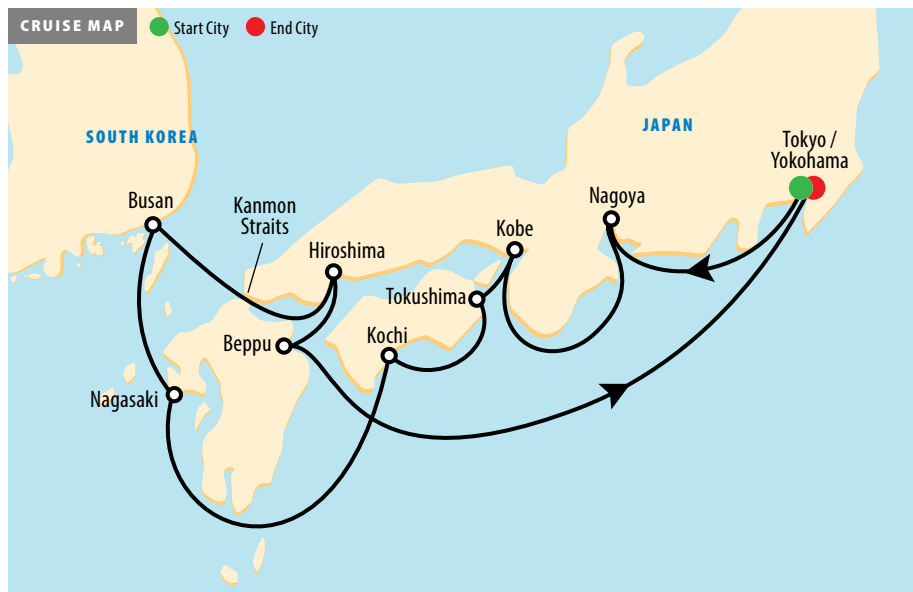 CRUISE MAP
Start City
End City
SOUTH KOREA
JAPAN
Tokyo /
Yokohama
Busan
Kanmon
Straits
Nagoya
Kobe
Hiroshima
Tokushima
Kochi
Beppu
Nagasaki